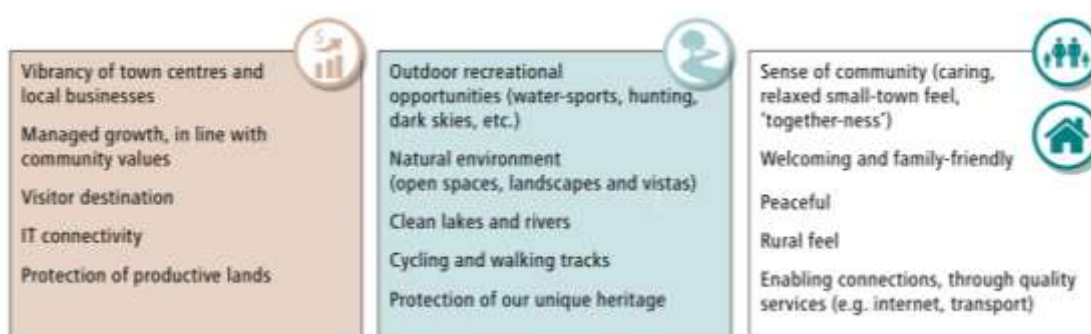 Vibrancy of town centres and
local businesses
Managed growth, in line with
community values
Visitor destination
IT connectivity
Protection of productive lands
Outdoor recreational
opportunities (water-sports, hunting,
dark skies, etc.)
Natural environment
(open spaces, landscapes and vistas)
Clean lakes and rivers
Cycling and walking tracks
Protection of our unique heritage
Sense of community (caring,
relaxed small-town feel,
'together-ness')
Welcoming and family-friendly
Peaceful
Rural feel
Enabling connections, through quality
services (e.g. internet, transport)